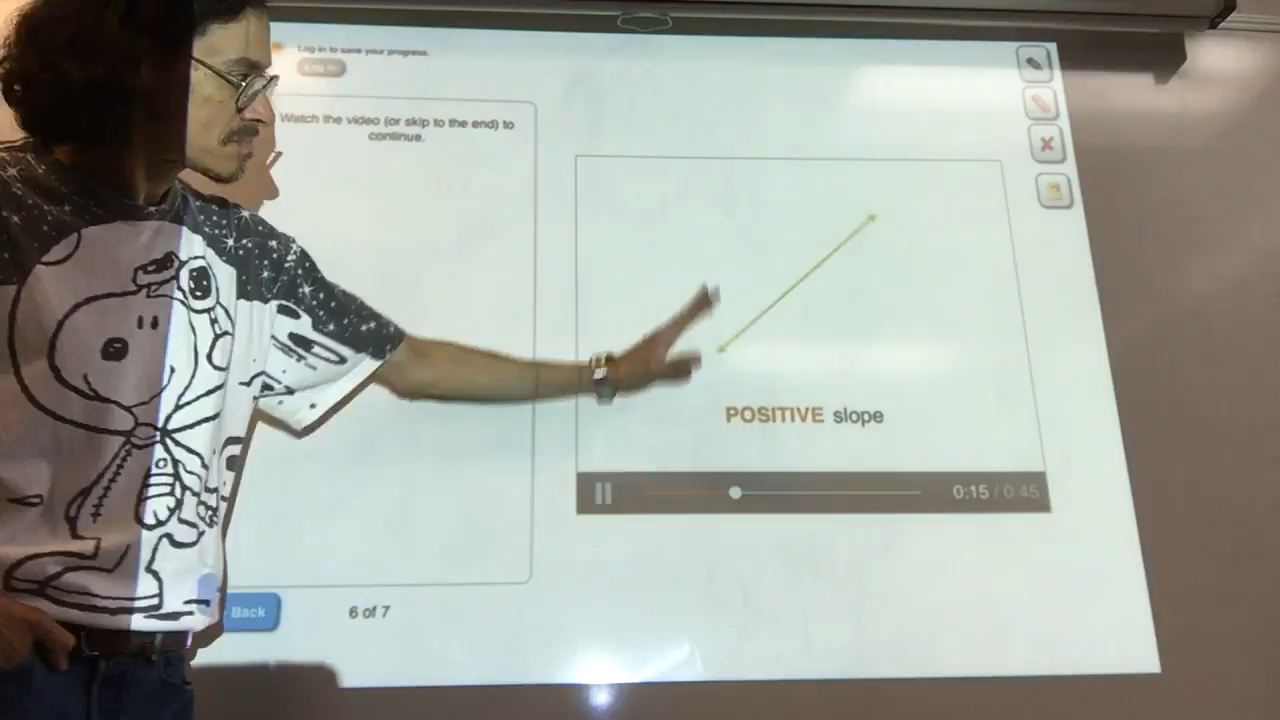 Log in to save your progress.
Log In
Watch the video (or skip to the end) to
continue.
POSITIVE slope
0:15 / 0:45
Back
6 of 7